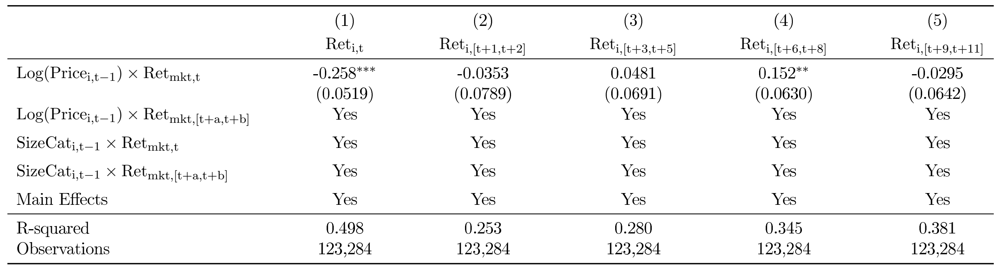 (1) (2) (3) (4) (5)
Ret_{i,t} Ret_{i,[t+1,t+2]} Ret_{i,[t+3,t+5]} Ret_{i,[t+6,t+8]} Ret_{i,[t+9,t+11]}
Log(Price_{i,t−1}) × Ret_{mkt,t} -0.258*** -0.0353 0.0481 0.152** -0.0295
(0.0519) (0.0789) (0.0691) (0.0630) (0.0642)
Log(Price_{i,t−1}) × Ret_{mkt,[t+a,t+b]} Yes Yes Yes Yes Yes
SizeCat_{i,t−1} × Ret_{mkt,t} Yes Yes Yes Yes Yes
SizeCat_{i,t−1} × Ret_{mkt,[t+a,t+b]} Yes Yes Yes Yes Yes
Main Effects Yes Yes Yes Yes Yes
R-squared 0.498 0.253 0.280 0.345 0.381
Observations 123,284 123,284 123,284 123,284 123,284